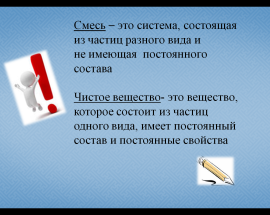 Смесь – это система, состоящая
из частиц разного вида и
не имеющая постоянного
состава
Чистое вещество- это вещество,
которое состоит из частиц
одного вида, имеет постоянный
состав и постоянные свойства